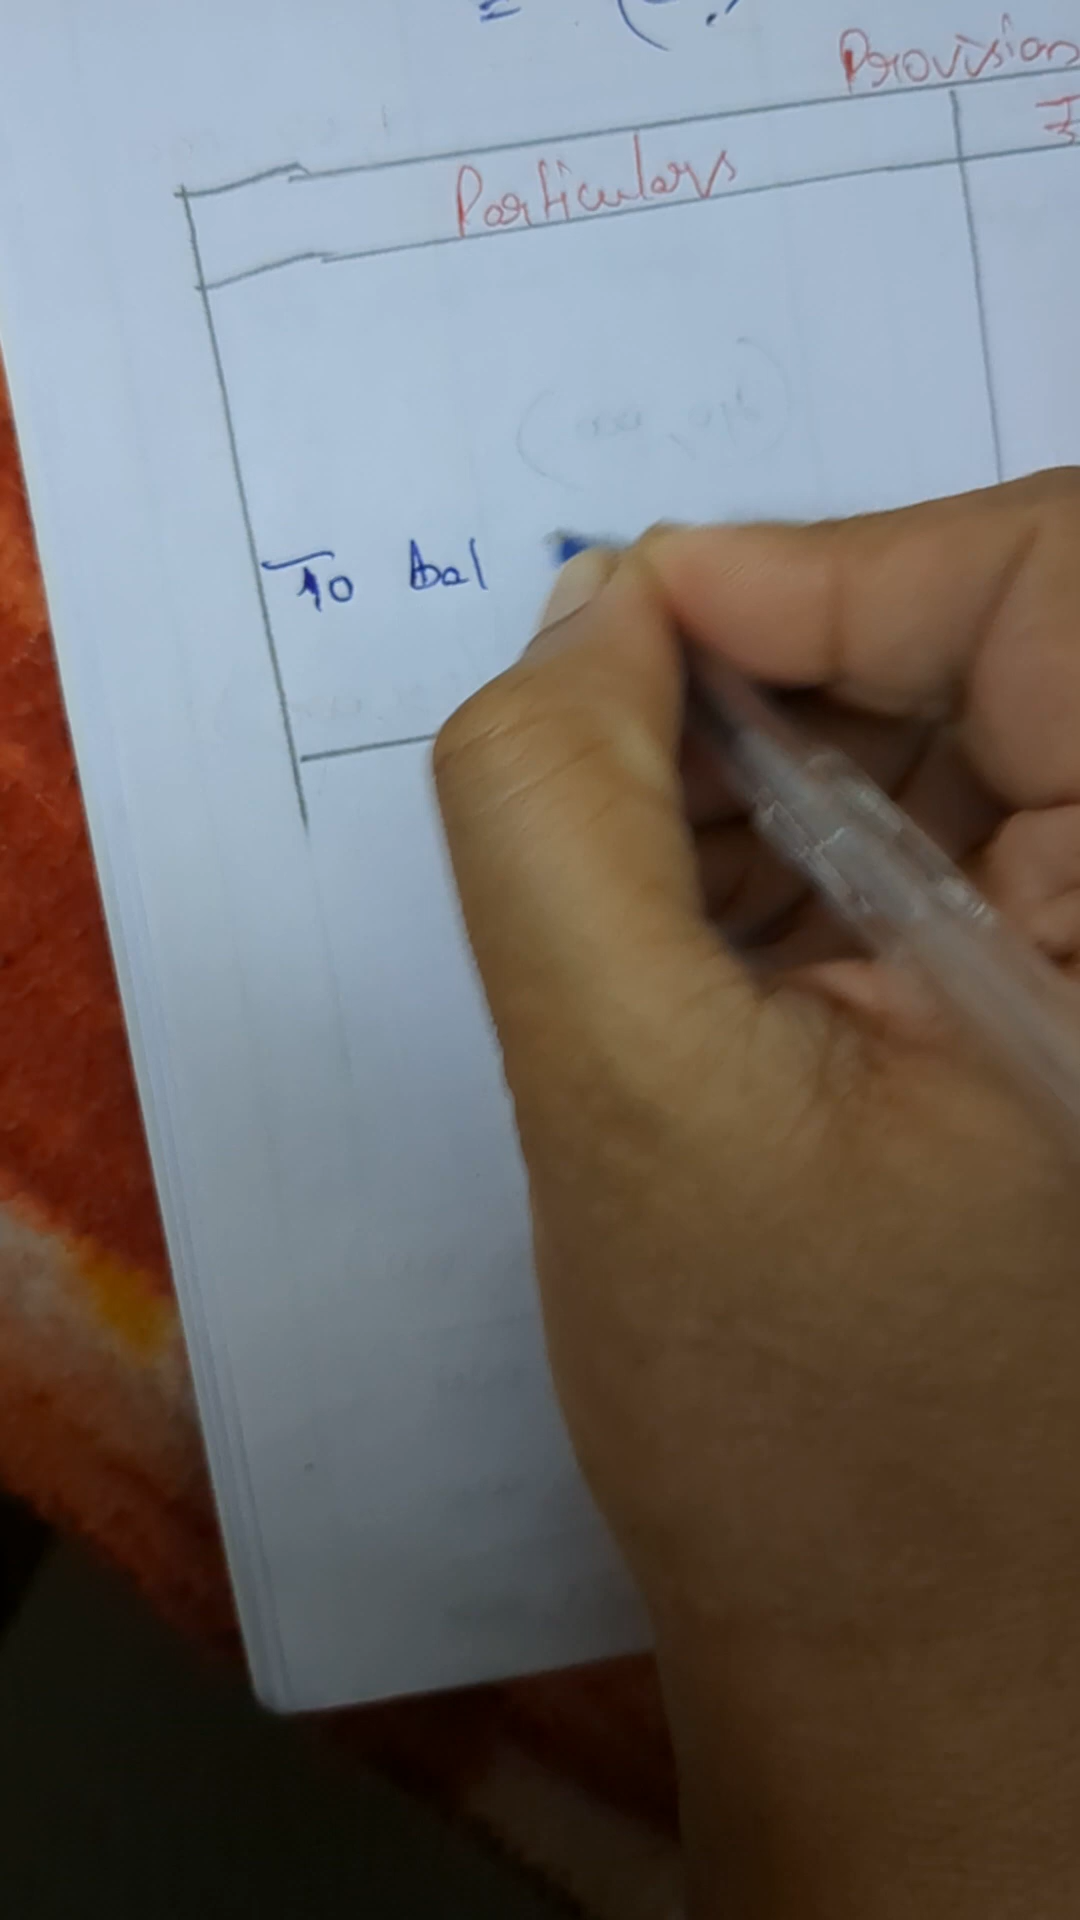 Provision
Particulars ₹
To bal